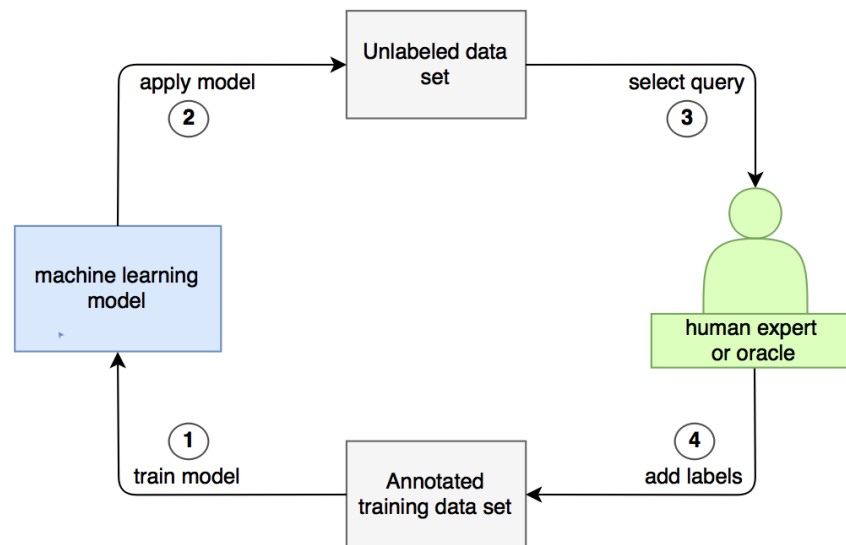 Unlabeled data
set
apply model
2
select query
3
machine learning
model
human expert
or oracle
1
train model
4
add labels
Annotated
training data set